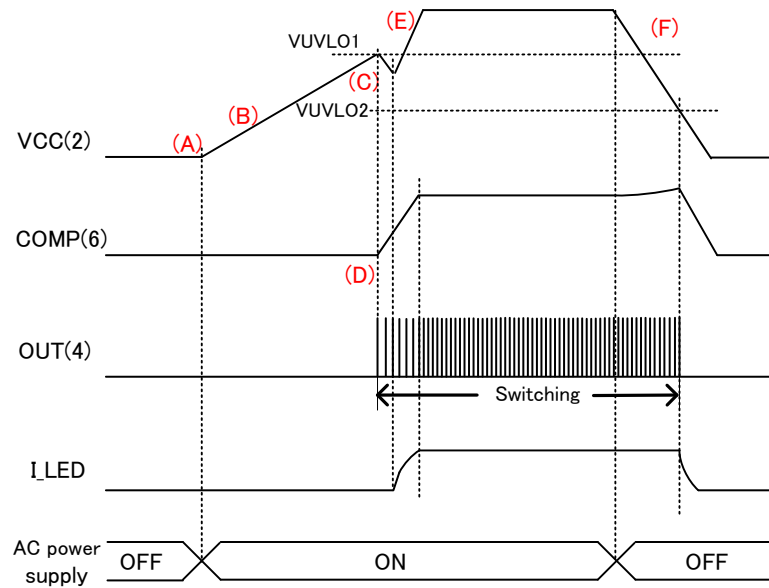 (E)
(F)
VUVLO1
(C)
(B)
VUVLO2
VCC(2)
(A)
COMP(6)
(D)
OUT(4)
Switching
I_LED
AC power
supply
OFF
ON
OFF